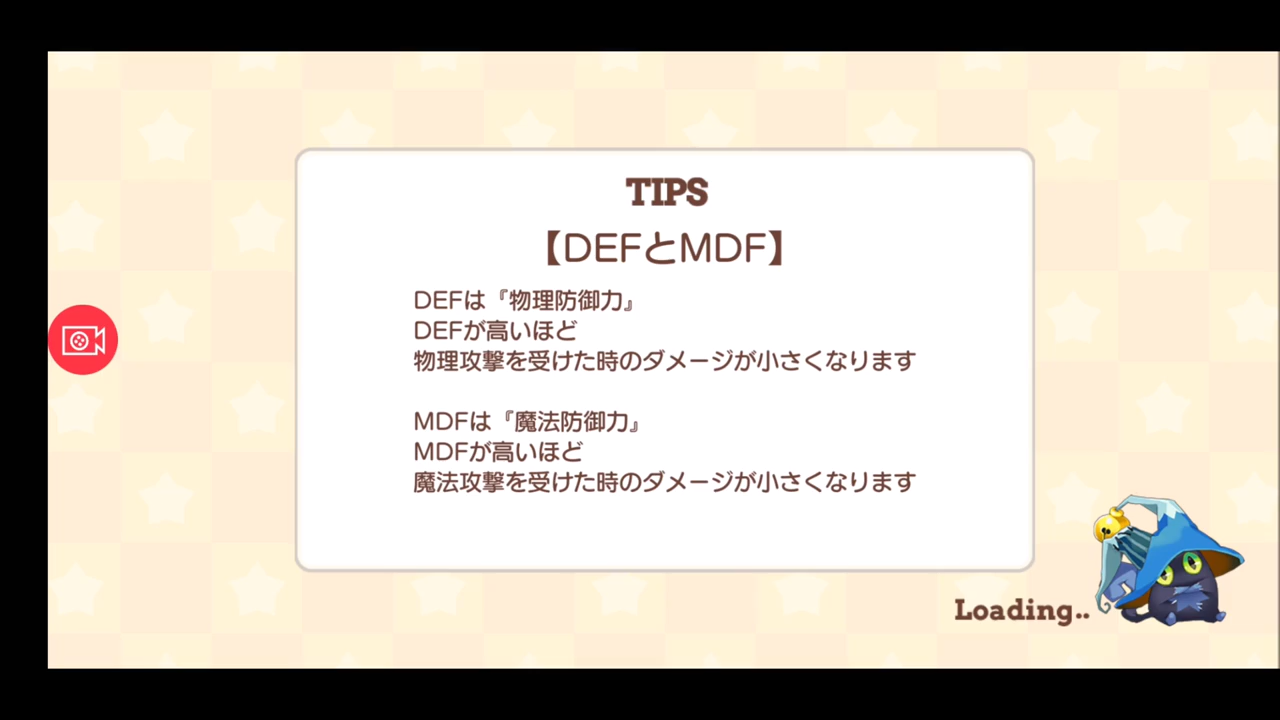 TIPS
【DEFとMDF】
DEFは『物理防御力』
DEFが高いほど
物理攻撃を受けた時のダメージが小さくなります
MDFは『魔法防御力』
MDFが高いほど
魔法攻撃を受けた時のダメージが小さくなります
Loading..